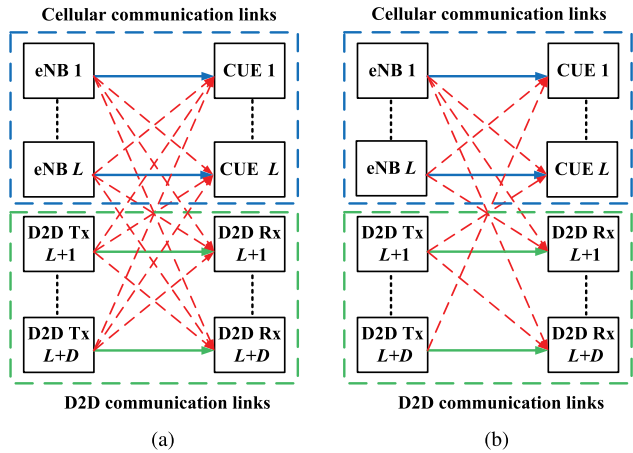 Cellular communication links
eNB 1
CUE 1
eNB L
CUE L
D2D Tx
L+1
D2D Rx
L+1
D2D Tx
L+D
D2D Rx
L+D
D2D communication links
(a)
Cellular communication links
eNB 1
CUE 1
eNB L
CUE L
D2D Tx
L+1
D2D Rx
L+1
D2D Tx
L+D
D2D Rx
L+D
D2D communication links
(b)